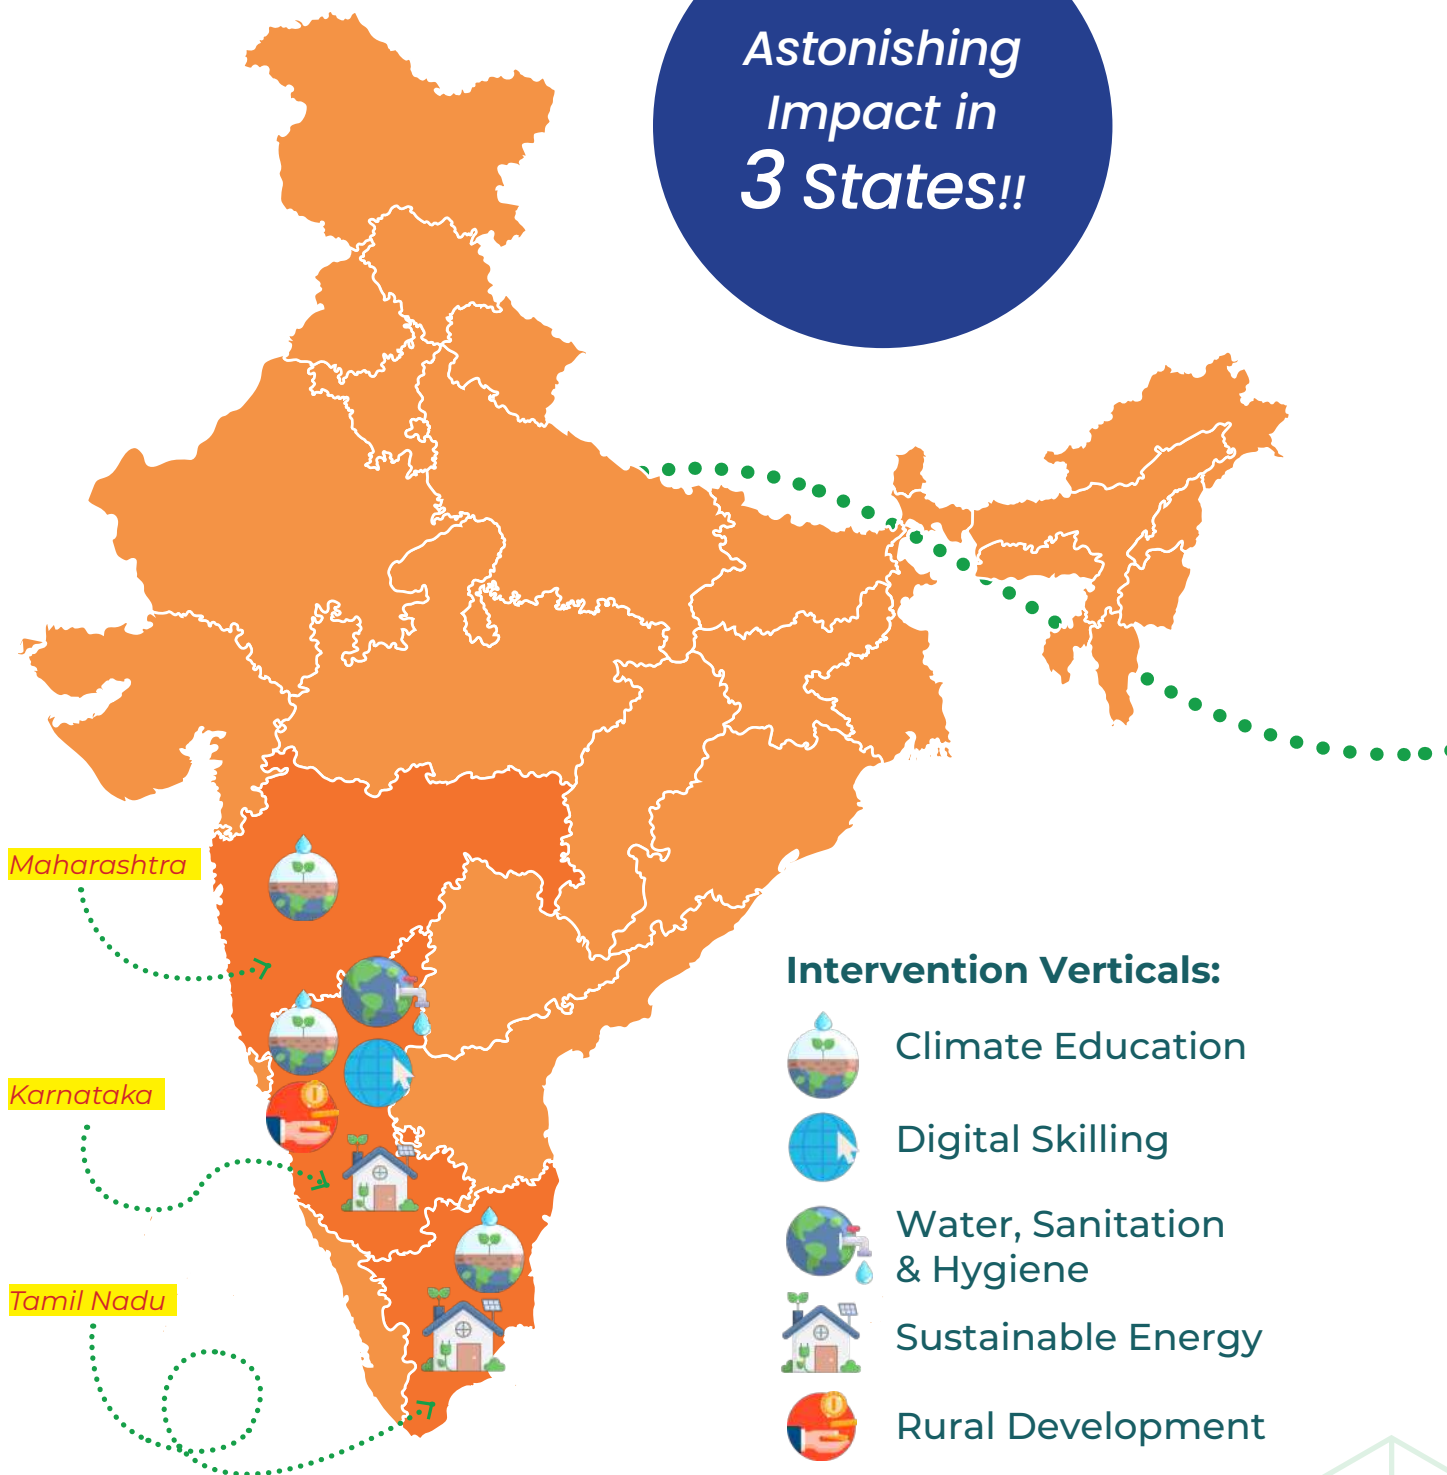 Astonishing
Impact in
3 States!!
Maharashtra
Karnataka
Tamil Nadu
Intervention Verticals:
Climate Education
Digital Skilling
Water, Sanitation
& Hygiene
Sustainable Energy
Rural Development